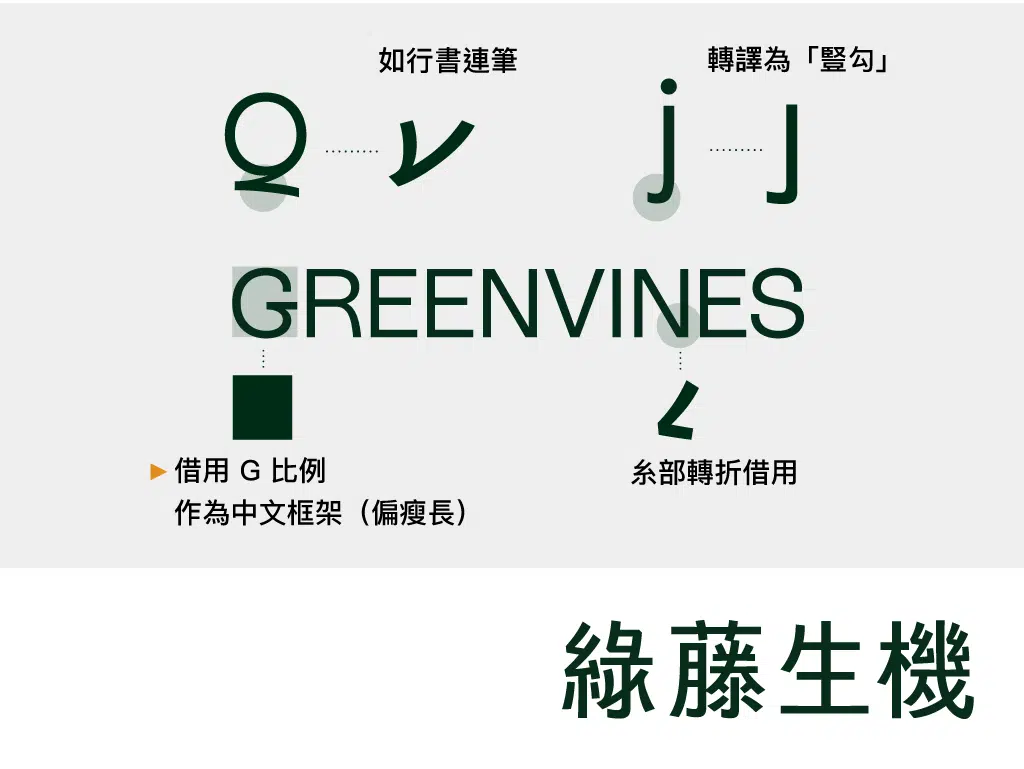 如行書連筆
轉譯為「豎勾」
Q
j J
GREENVINES
▶ 借用 G 比例
作為中文框架（偏瘦長）
糸部轉折借用
綠藤生機